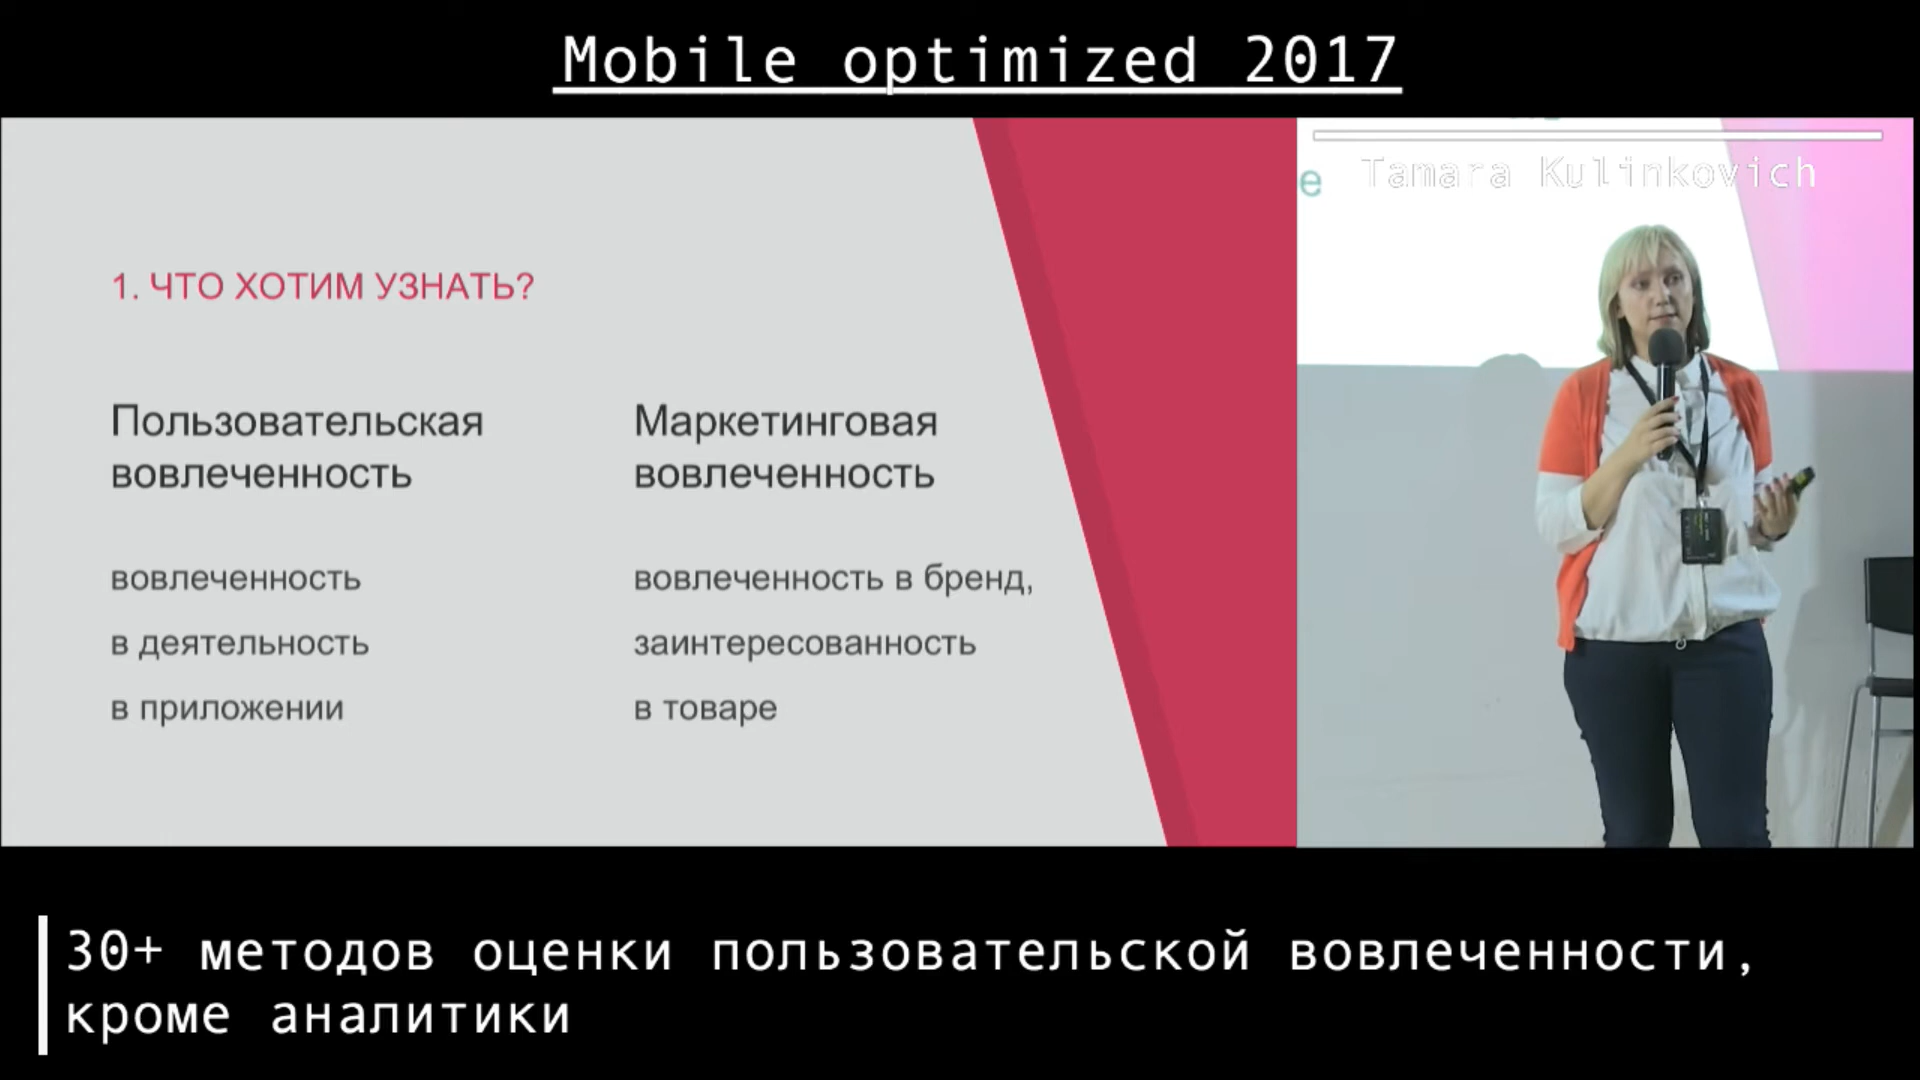 Mobile optimized 2017
1. ЧТО ХОТИМ УЗНАТЬ?
Пользовательская
вовлеченность
вовлеченность
в деятельность
в приложении
Маркетинговая
вовлеченность
вовлеченность в бренд,
заинтересованность
в товаре
e
Tamara Kulinkovich
30+ методов оценки пользовательской вовлеченности,
кроме аналитики